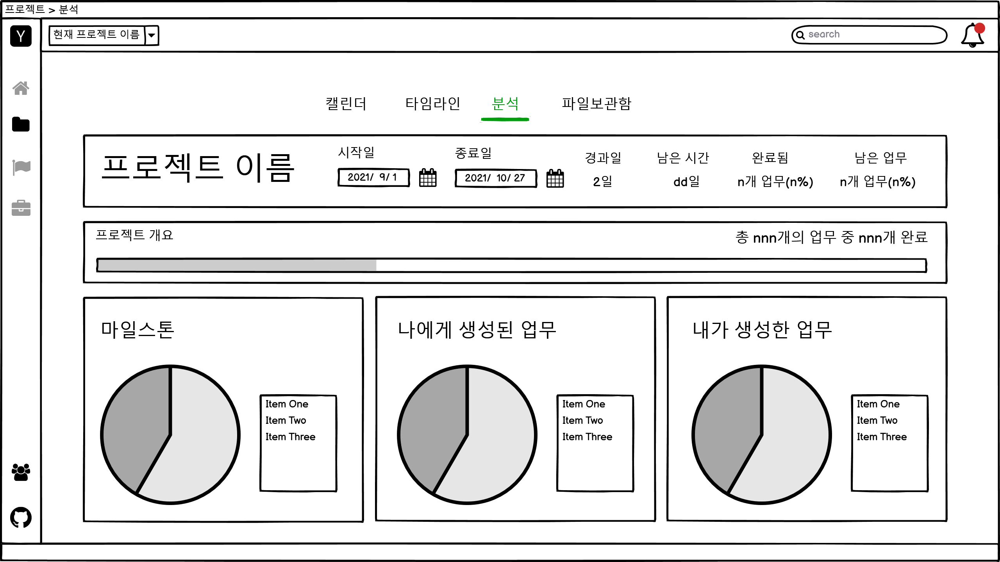 프로젝트 > 분석
Y
현재 프로젝트 이름
search
캘린더
타임라인
분석
파일보관함
프로젝트 이름
시작일
2021/ 9/ 1
종료일
2021/ 10/ 27
경과일
2일
남은 시간
dd일
완료됨
n개 업무(n%)
남은 업무
n개 업무(n%)
프로젝트 개요
총 nnn개의 업무 중 nnn개 완료
마일스톤
Item One
Item Two
Item Three
나에게 생성된 업무
Item One
Item Two
Item Three
내가 생성한 업무
Item One
Item Two
Item Three